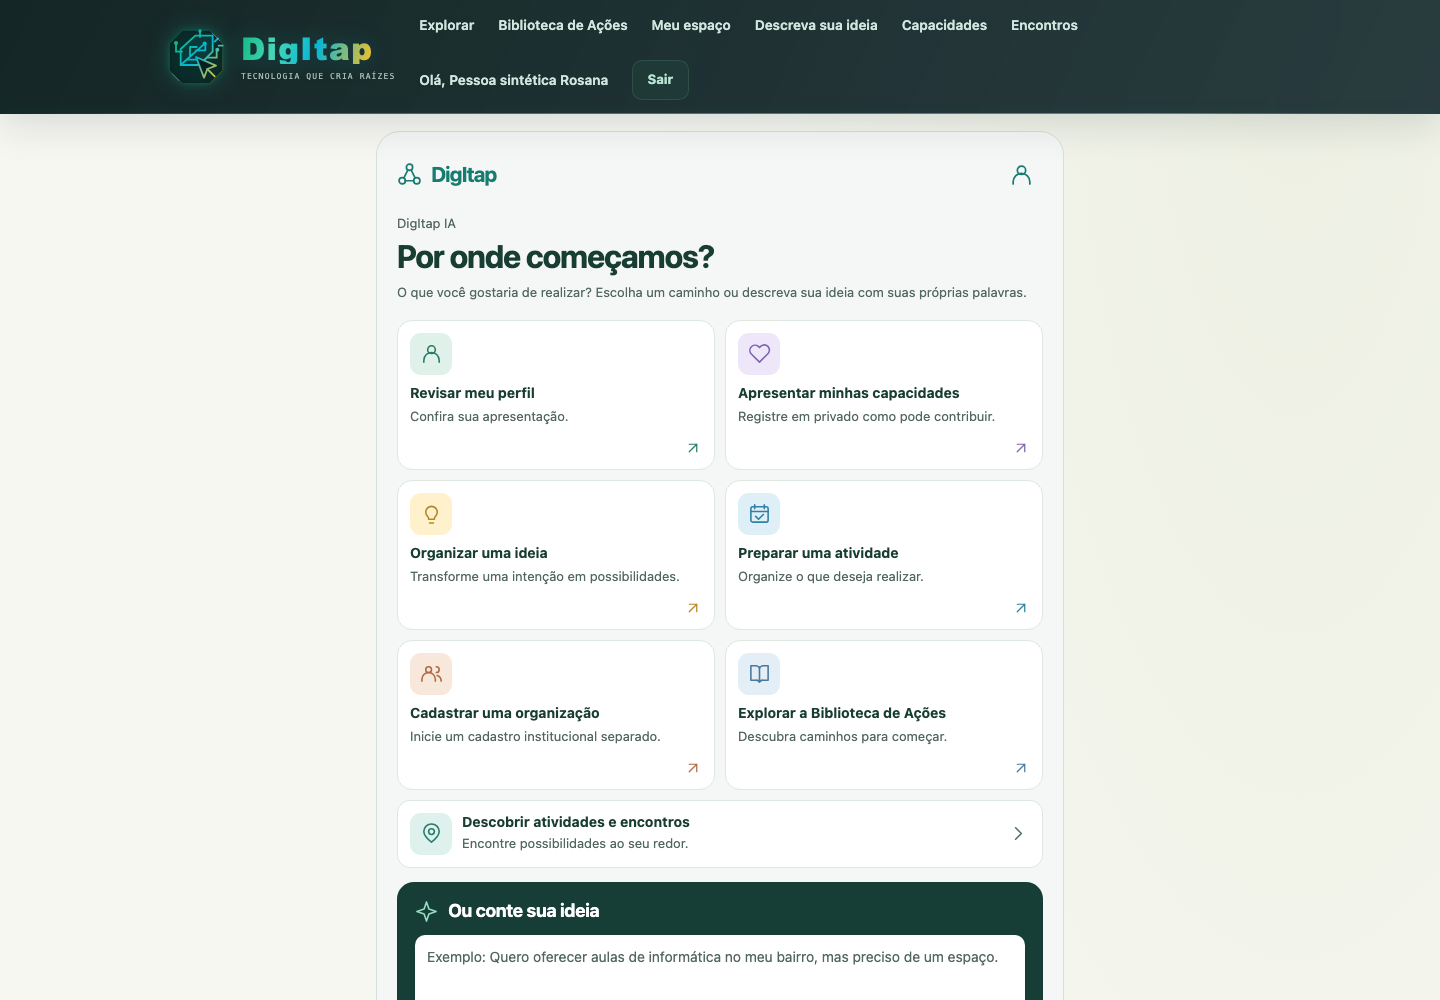 DigItap
TECNOLOGIA QUE CRIA RAÍZES
Explorar
Biblioteca de Ações
Meu espaço
Descreva sua ideia
Capacidades
Encontros
Olá, Pessoa sintética Rosana
Sair
DigItap
DigItap IA
Por onde começamos?
O que você gostaria de realizar? Escolha um caminho ou descreva sua ideia com suas próprias palavras.
Revisar meu perfil
Confira sua apresentação.
Apresentar minhas capacidades
Registre em privado como pode contribuir.
Organizar uma ideia
Transforme uma intenção em possibilidades.
Preparar uma atividade
Organize o que deseja realizar.
Cadastrar uma organização
Inicie um cadastro institucional separado.
Explorar a Biblioteca de Ações
Descubra caminhos para começar.
Descobrir atividades e encontros
Encontre possibilidades ao seu redor.
Ou conte sua ideia
Exemplo: Quero oferecer aulas de informática no meu bairro, mas preciso de um espaço.